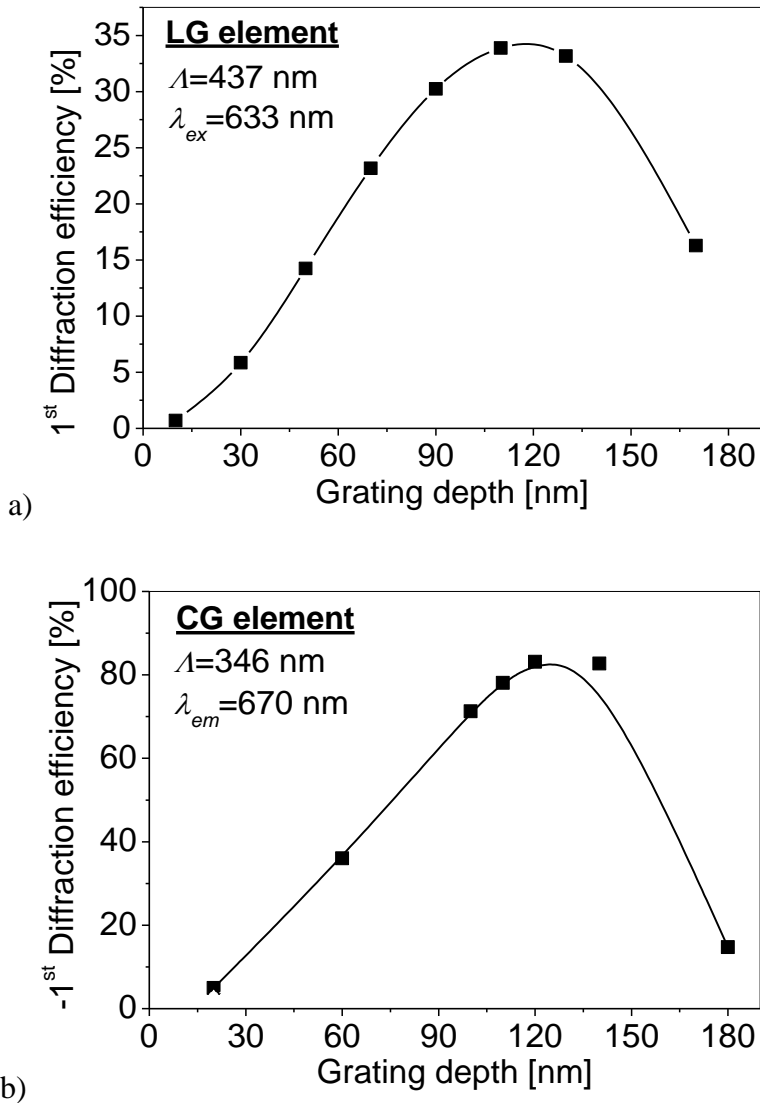 LG element
Λ=437 nm
λex=633 nm
35
30
25
20
15
10
5
0
1st Diffraction efficiency [%]
0 30 60 90 120 150 180
Grating depth [nm]
a)
CG element
Λ=346 nm
λem=670 nm
100
80
60
40
20
0
-1st Diffraction efficiency [%]
0 30 60 90 120 150 180
Grating depth [nm]
b)